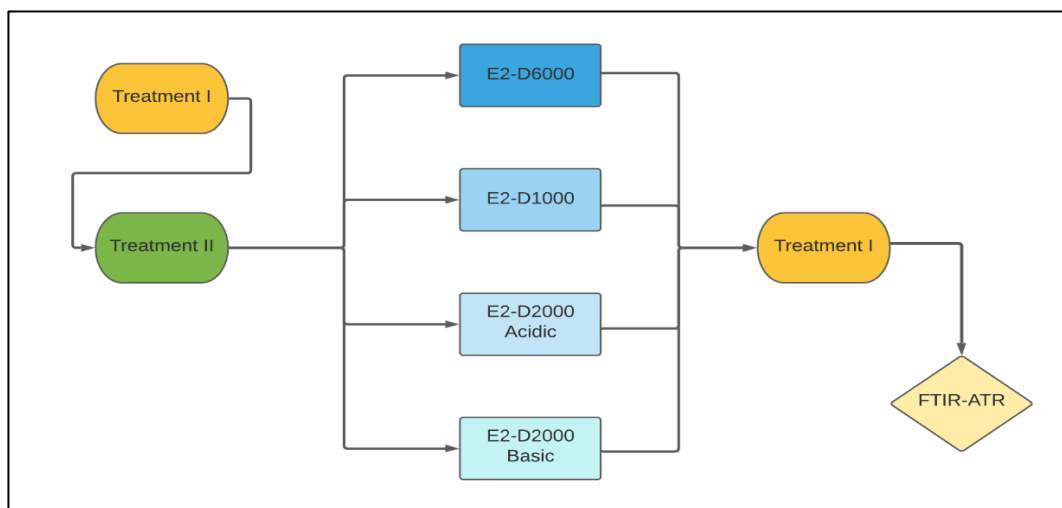 Treatment I
Treatment II
E2-D6000
E2-D1000
E2-D2000
Acidic
E2-D2000
Basic
Treatment I
FTIR-ATR